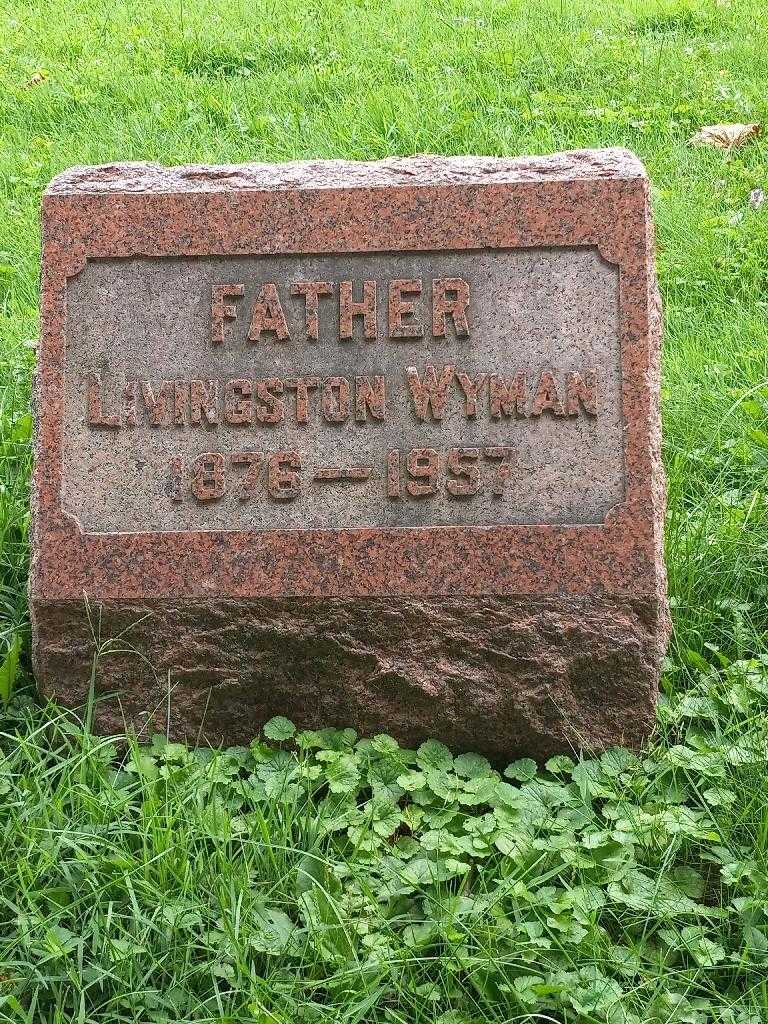 FATHER
LIVINGSTON WYMAN
1876 — 1957